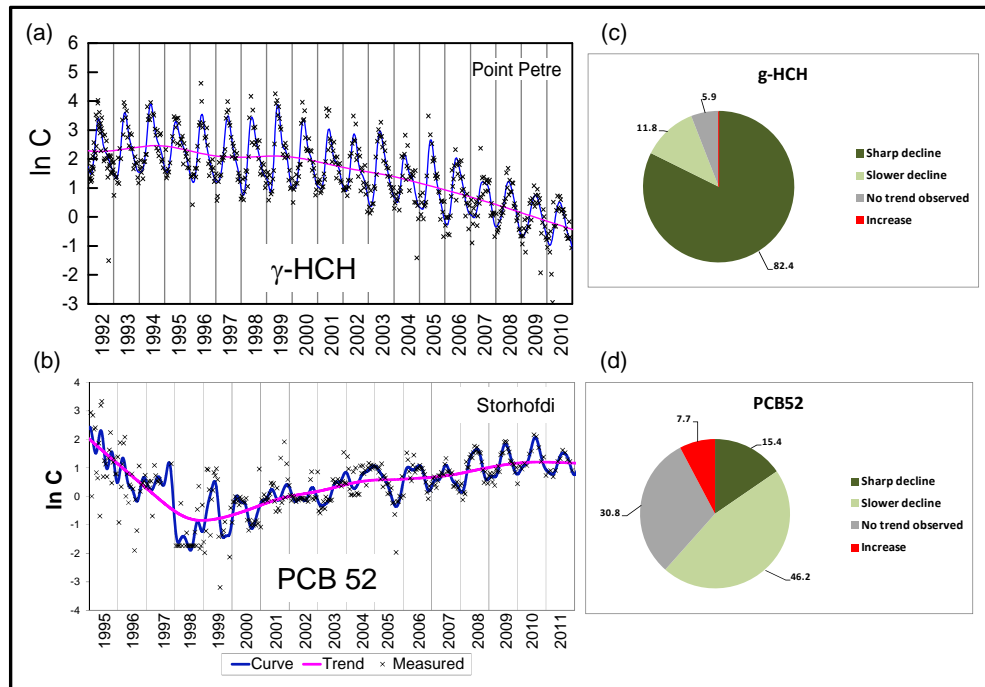 (a)
6
5
4
3
2
1
0
-1
-2
-3
ln C
Point Petre
γ-HCH
1992
1993
1994
1995
1996
1997
1998
1999
2000
2001
2002
2003
2004
2005
2006
2007
2008
2009
2010
(c)
g-HCH
5.9
11.8
82.4
Sharp decline
Slower decline
No trend observed
Increase
(b)
4
3
2
1
0
-1
-2
-3
-4
ln C
Storhofdi
PCB 52
1995
1996
1997
1998
1999
2000
2001
2002
2003
2004
2005
2006
2007
2008
2009
2010
2011
Curve Trend × Measured
(d)
PCB52
7.7
15.4
30.8
46.2
Sharp decline
Slower decline
No trend observed
Increase